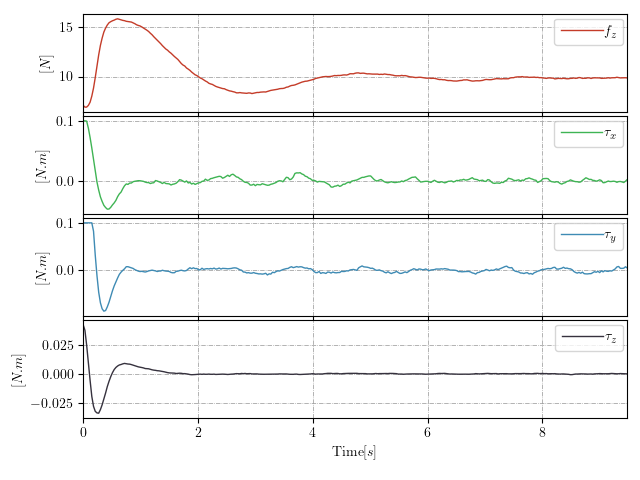 15
10
[N]
f_z
0.1
0.0
[N.m]
τ_x
0.1
0.0
[N.m]
τ_y
0.025
0.000
−0.025
[N.m]
τ_z
0 2 4 6 8
Time[s]